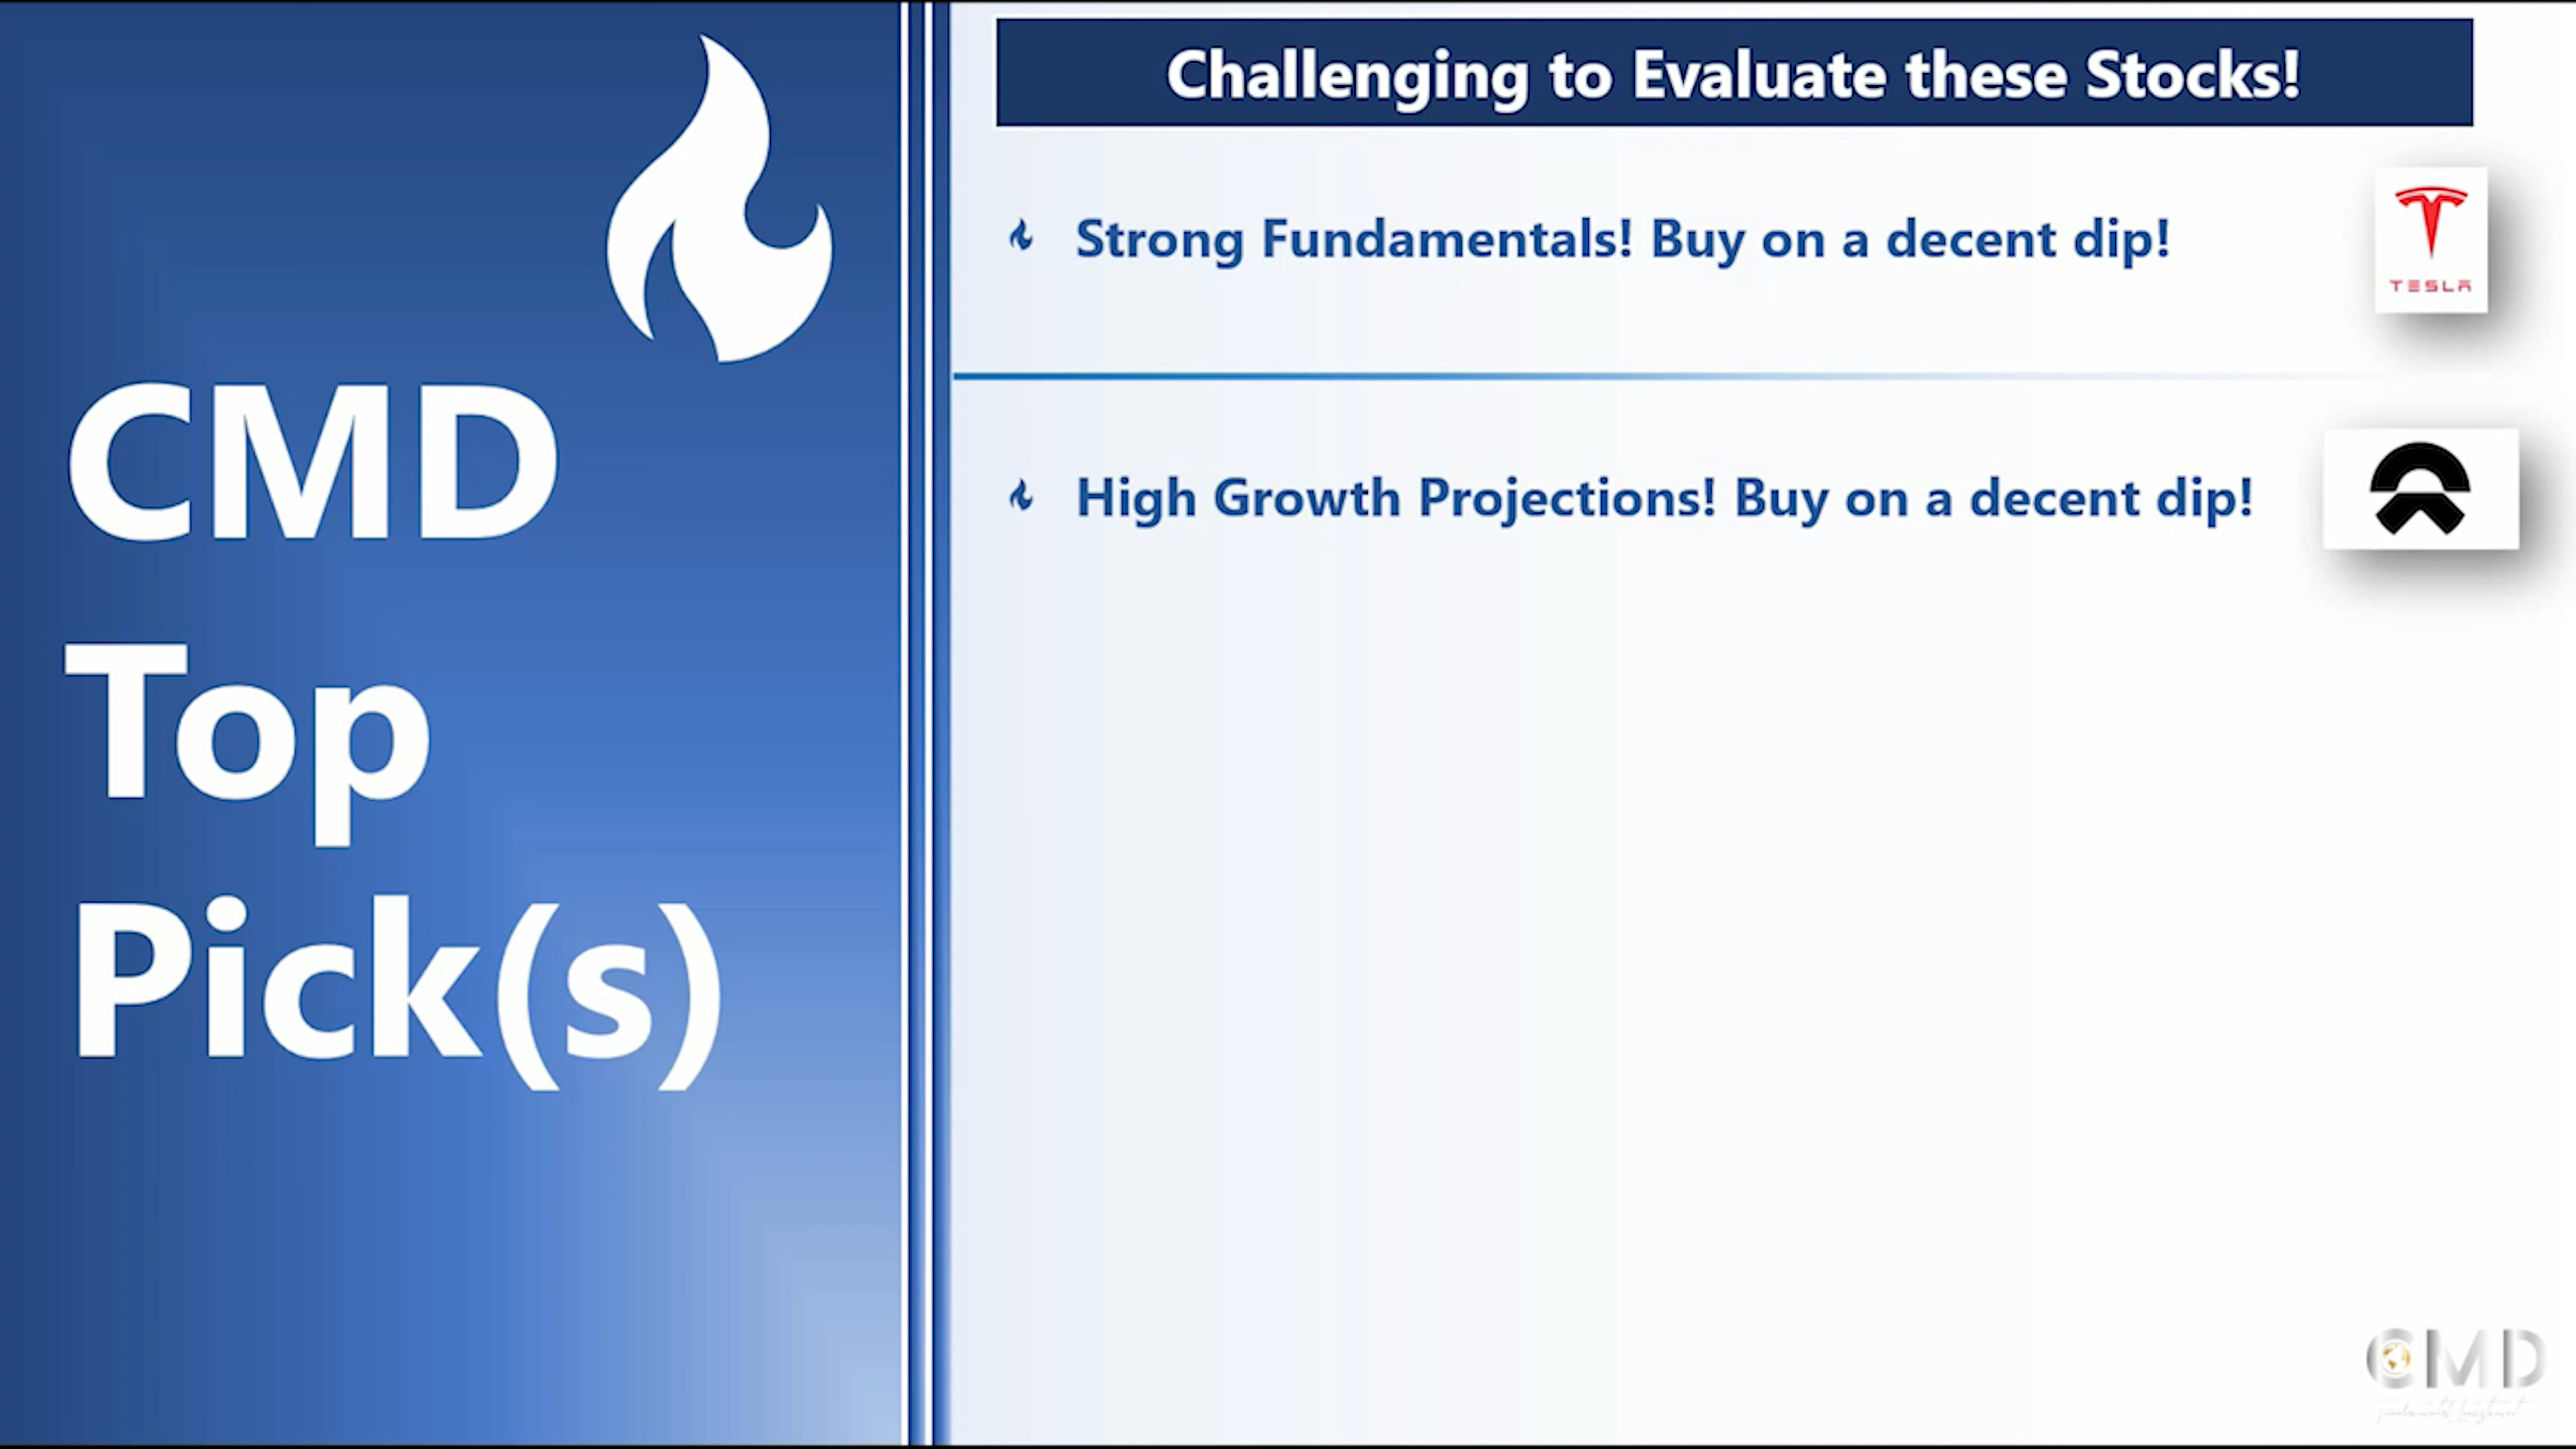 CMD
Top
Pick(s)
Challenging to Evaluate these Stocks!
Strong Fundamentals! Buy on a decent dip!
TESLA
High Growth Projections! Buy on a decent dip!
CMD